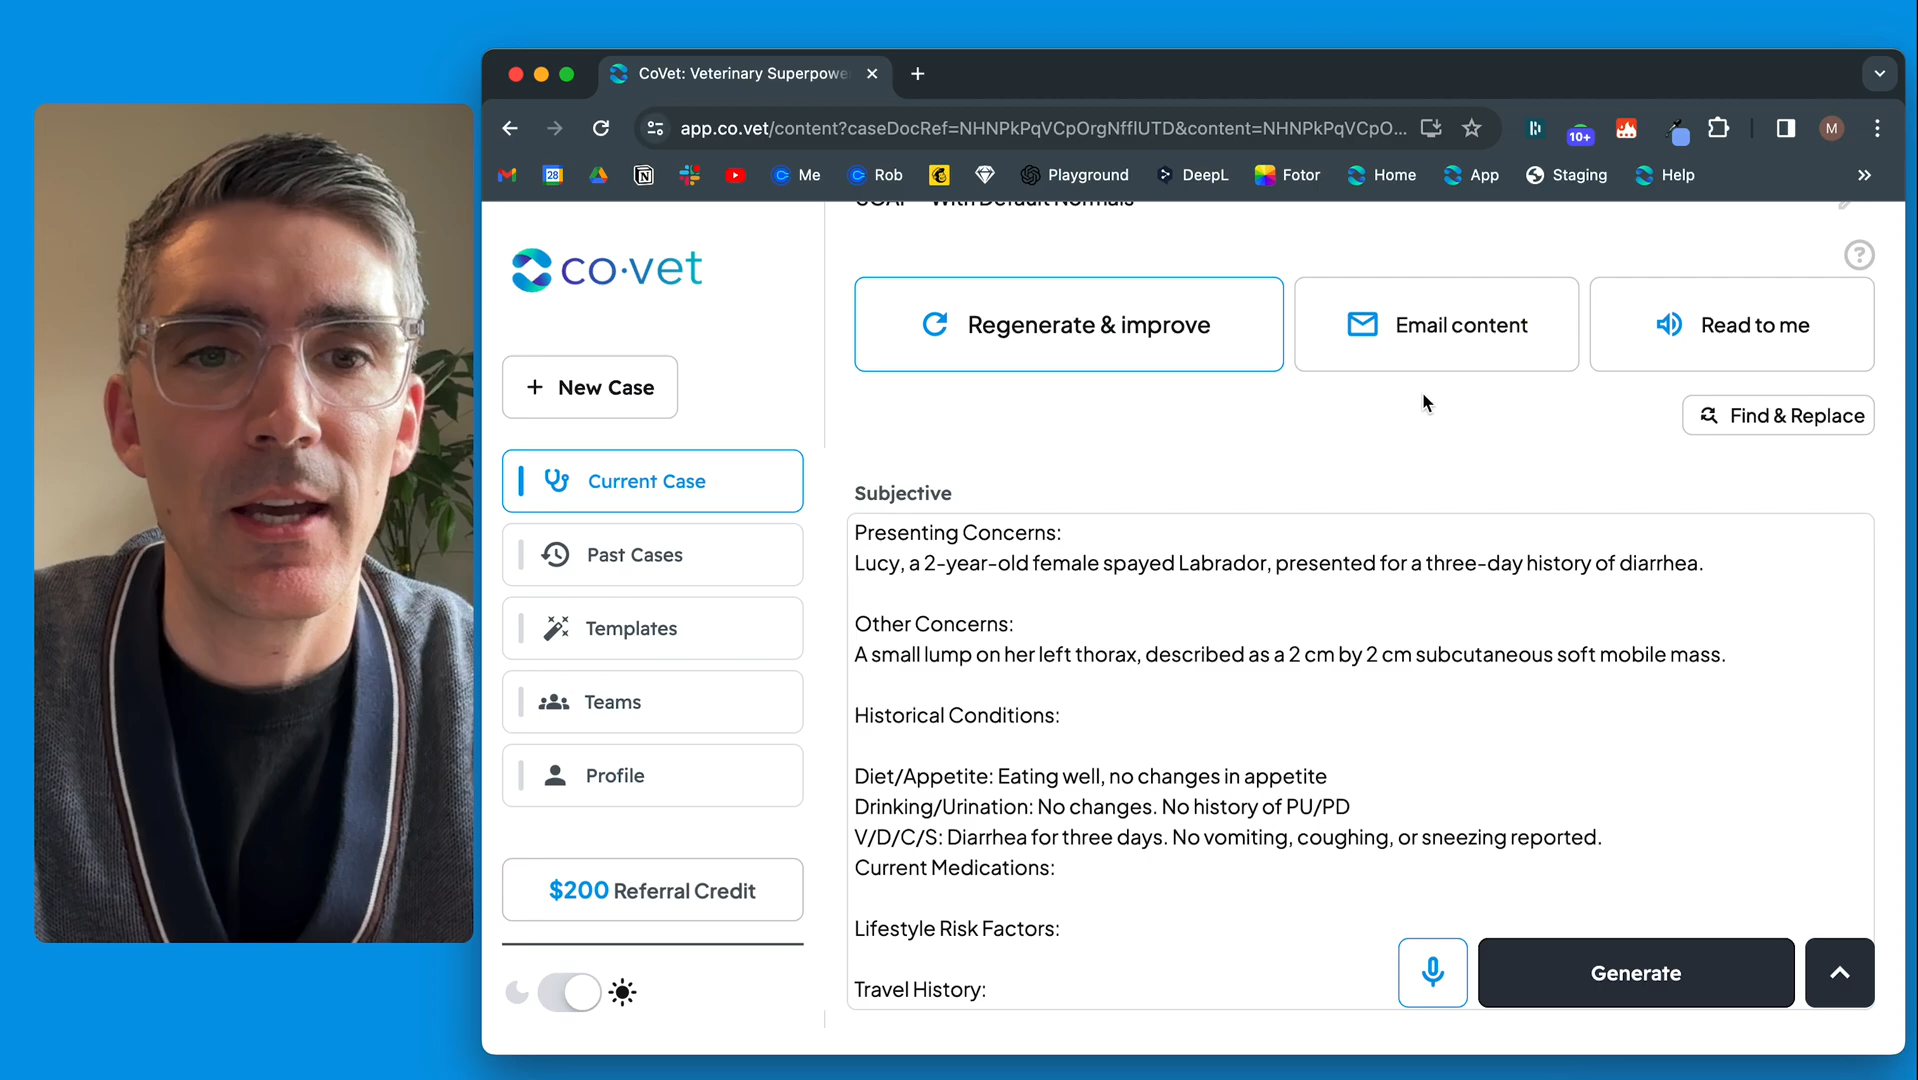 CoVet: Veterinary Superpowe
app.co.vet/content?caseDocRef=NHNPkPqVCpOrgNfflUTD&content=NHNPkPqVCpO...
10+
M
28
Me
Rob
Playground
DeepL
Fotor
Home
App
Staging
Help
With Default Normals
co·vet
Regenerate & improve
Email content
Read to me
New Case
Find & Replace
Current Case
Past Cases
Templates
Teams
Profile
$200 Referral Credit
Subjective
Presenting Concerns:
Lucy, a 2-year-old female spayed Labrador, presented for a three-day history of diarrhea.
Other Concerns:
A small lump on her left thorax, described as a 2 cm by 2 cm subcutaneous soft mobile mass.
Historical Conditions:
Diet/Appetite: Eating well, no changes in appetite
Drinking/Urination: No changes. No history of PU/PD
V/D/C/S: Diarrhea for three days. No vomiting, coughing, or sneezing reported.
Current Medications:
Lifestyle Risk Factors:
Travel History:
Generate